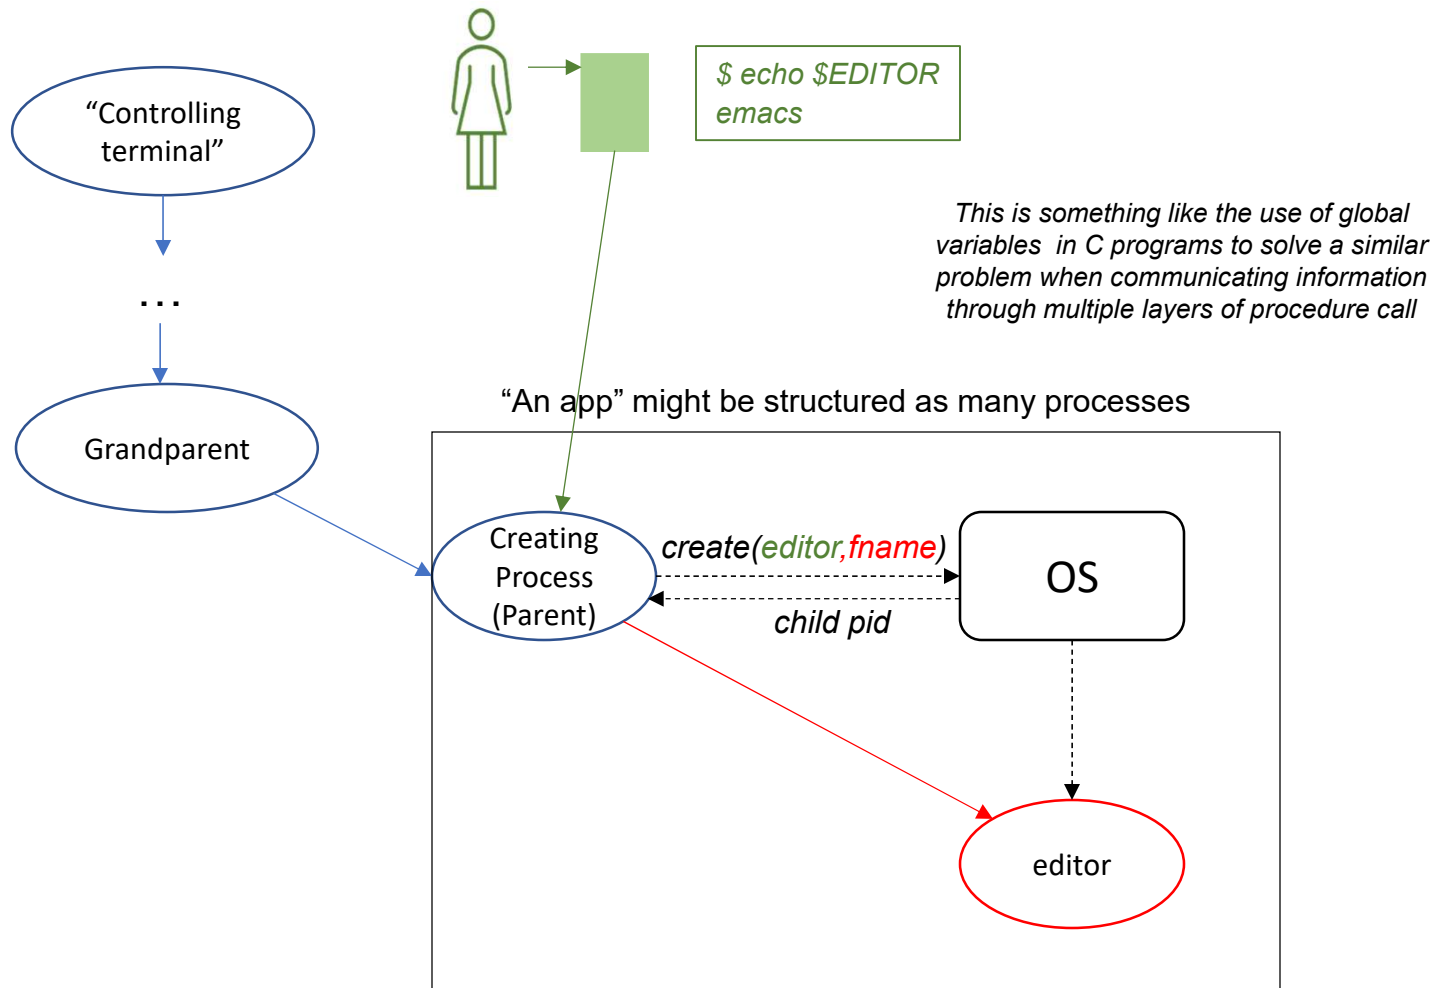 $ echo $EDITOR
emacs
“Controlling
terminal”
This is something like the use of global
variables in C programs to solve a similar
problem when communicating information
through multiple layers of procedure call
...
“An app” might be structured as many processes
Grandparent
Creating
Process
(Parent)
create(editor,fname)
child pid
OS
editor